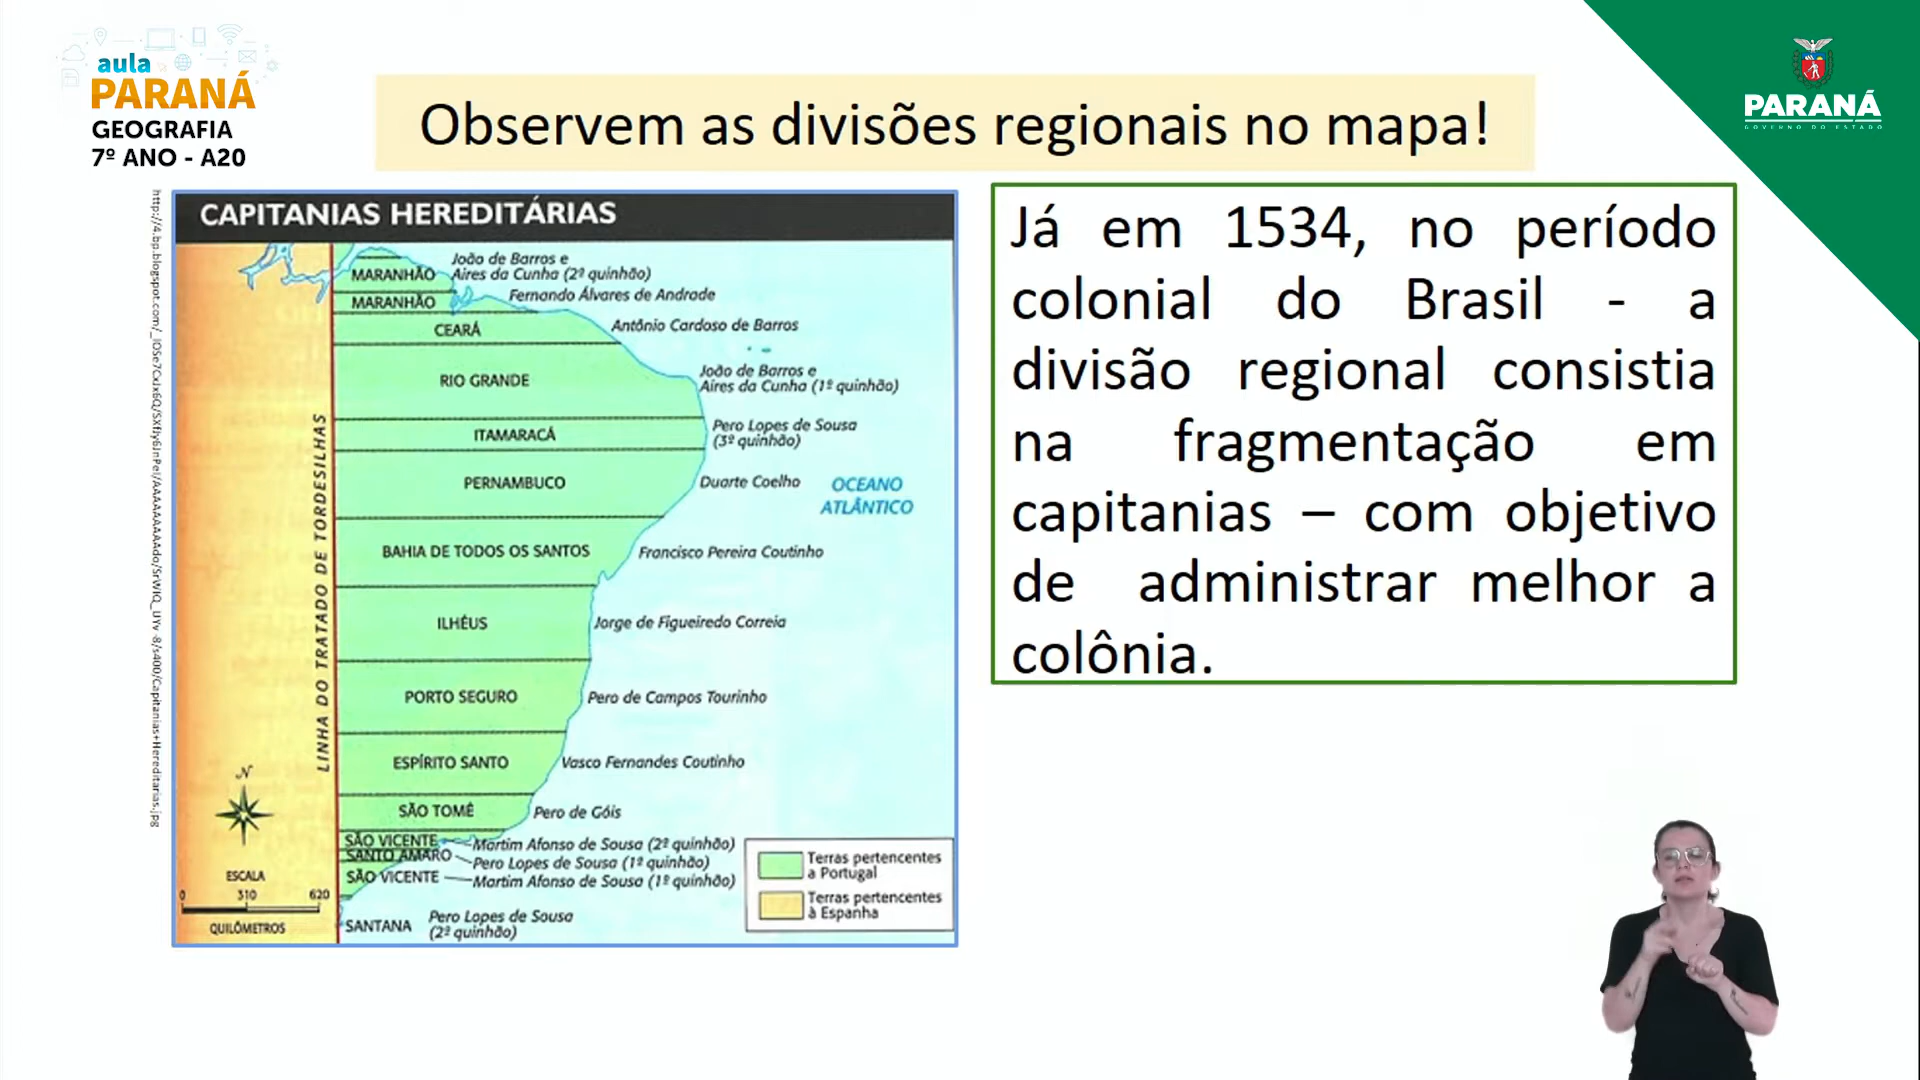 aula
PARANÁ
GEOGRAFIA
7º ANO - A20
Observem as divisões regionais no mapa!
PARANÁ
GOVERNO DO ESTADO
CAPITANIAS HEREDITÁRIAS
João de Barros e
Aires da Cunha (2º quinhão)
MARANHÃO
Fernando Álvares de Andrade
MARANHÃO
Antônio Cardoso de Barros
CEARÁ
João de Barros e
Aires da Cunha (1º quinhão)
RIO GRANDE
Pero Lopes de Sousa
(3º quinhão)
ITAMARACÁ
PERNAMBUCO
Duarte Coelho
OCEANO
ATLÂNTICO
BAHIA DE TODOS OS SANTOS
Francisco Pereira Coutinho
ILHÉUS
Jorge de Figueiredo Correia
LINHA DO TRATADO DE TORDESILHAS
PORTO SEGURO
Pero de Campos Tourinho
ESPÍRITO SANTO
Vasco Fernandes Coutinho
N
SÃO TOMÉ
Pero de Góis
SÃO VICENTE
Martim Afonso de Sousa (2º quinhão)
SANTO AMARO
Pero Lopes de Sousa (1º quinhão)
SÃO VICENTE
Martim Afonso de Sousa (1º quinhão)
SANTANA
Pero Lopes de Sousa
(2º quinhão)
ESCALA
0 310 620
QUILÔMETROS
Terras pertencentes
a Portugal
Terras pertencentes
à Espanha
Já em 1534, no período
colonial do Brasil - a
divisão regional consistia
na fragmentação em
capitanias – com objetivo
de administrar melhor a
colônia.